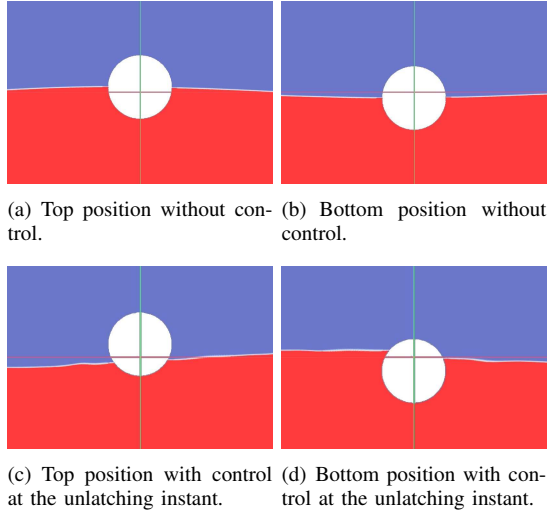 (a) Top position without con-
trol.
(b) Bottom position without
control.
(c) Top position with control
at the unlatching instant.
(d) Bottom position with con-
trol at the unlatching instant.